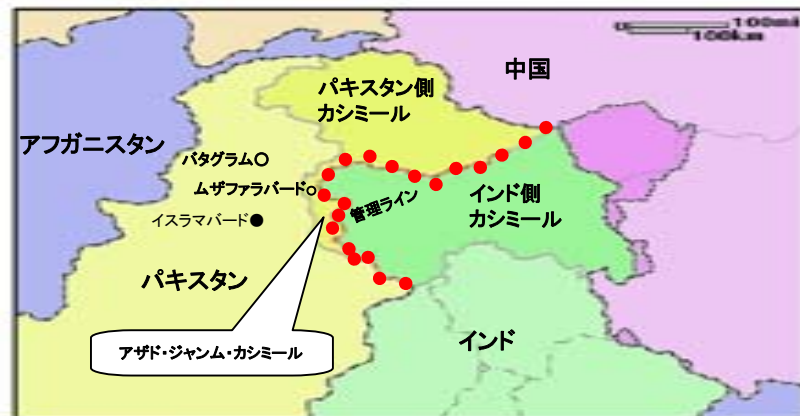 100mi
100km
中国
パキスタン側
カシミール
アフガニスタン
バタグラム
ムザファラバード
管理ライン
インド側
カシミール
イスラマバード
パキスタン
アザド・ジャンム・カシミール
インド